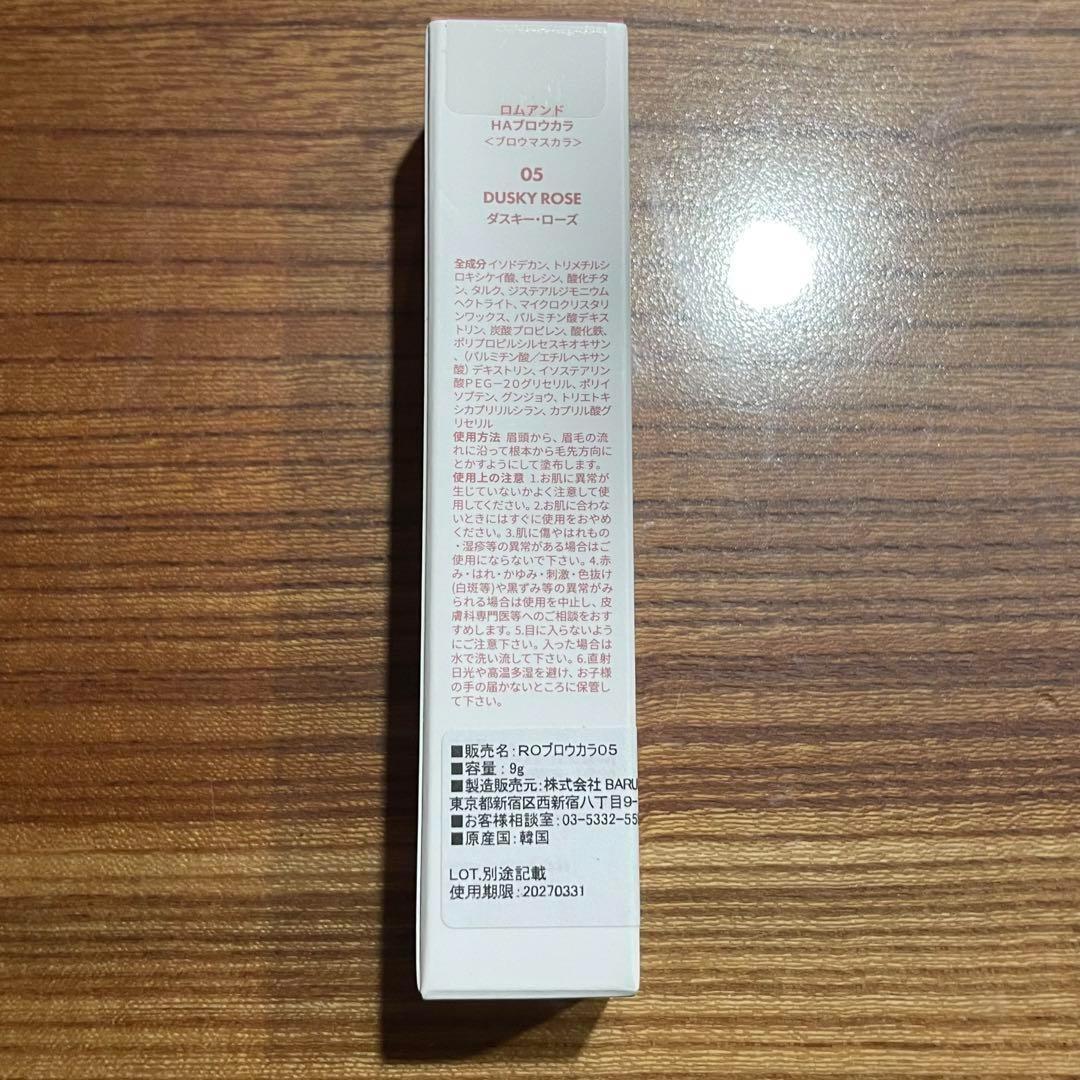 ロムアンド
HAブロウカラ
＜ブロウマスカラ＞
05
DUSKY ROSE
ダスキー・ローズ
全成分 イソドデカン、トリメチルシ
ロキシケイ酸、セレシン、酸化チタ
ン、タルク、ジステアルジモニウム
ヘクトライト、マイクロクリスタリ
ンワックス、パルミチン酸デキス
トリン、炭酸プロピレン、酸化鉄、
ポリプロピルシルセスキオキサン
、（パルミチン酸／エチルヘキサン
酸）デキストリン、イソステアリン
酸PEG－20グリセリル、ポリイ
ソブテン、グンジョウ、トリエトキ
シカプリリルシラン、カプリル酸グ
リセリル
使用方法 眉頭から、眉毛の流
れに沿って根本から毛先方向に
とかすようにして塗布します。
使用上の注意 1.お肌に異常が
生じていないかよく注意して使
用してください。2.お肌に合わな
いときにはすぐに使用をおやめ
ください。3.肌に傷やはれもの
・湿疹等の異常がある場合はご
使用にならないで下さい。4.赤
み・はれ・かゆみ・刺激・色抜け
(白斑等)や黒ずみ等の異常がみ
られる場合は使用を中止し、皮
膚科専門医等へのご相談をおす
すめします。5.目に入らないよう
にご注意下さい。入った場合は
水で洗い流して下さい。6.直射
日光や高温多湿を避け、お子様
の手の届かないところに保管し
て下さい。
■販売名：ROブロウカラ05
■容量：9g
■製造販売元：株式会社 BARU
東京都新宿区西新宿八丁目9-
■お客様相談室：03-5332-55
■原産国：韓国
LOT.別途記載
使用期限：20270331